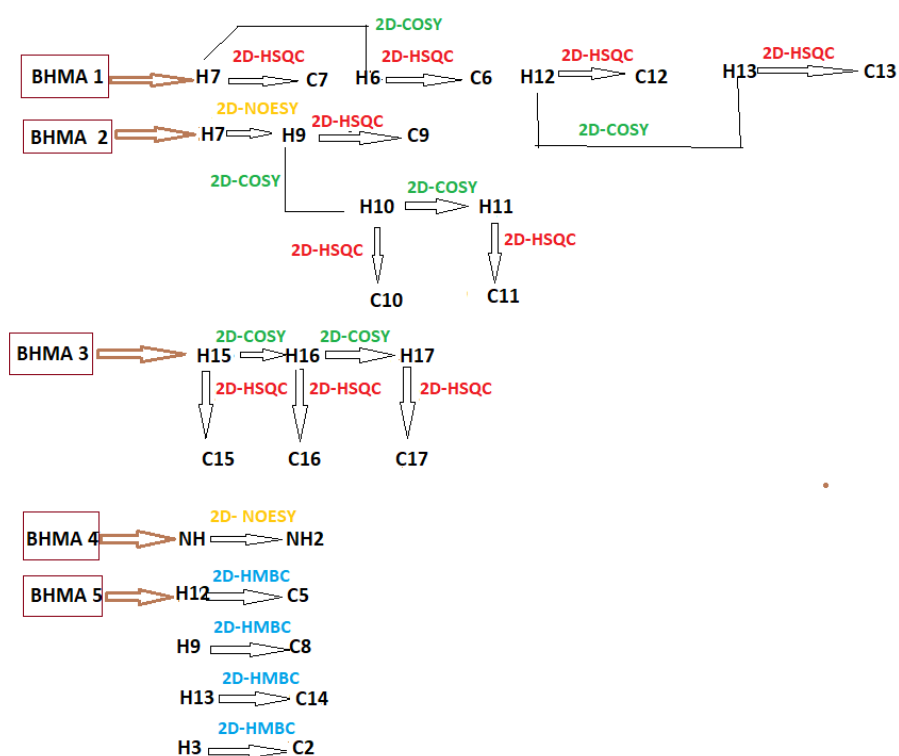 2D-COSY
BHMA 1 H7 2D-HSQC C7 H6 2D-HSQC C6 H12 2D-HSQC C12 H13 2D-HSQC C13
2D-COSY
BHMA 2 H7 2D-NOESY H9 2D-HSQC C9
2D-COSY
H10 2D-COSY H11
2D-HSQC 2D-HSQC
C10 C11
BHMA 3 H15 2D-COSY H16 2D-COSY H17
2D-HSQC 2D-HSQC 2D-HSQC
C15 C16 C17
2D- NOESY
BHMA 4 NH NH2
2D-HMBC
BHMA 5 H12 C5
2D-HMBC
H9 C8
2D-HMBC
H13 C14
2D-HMBC
H3 C2